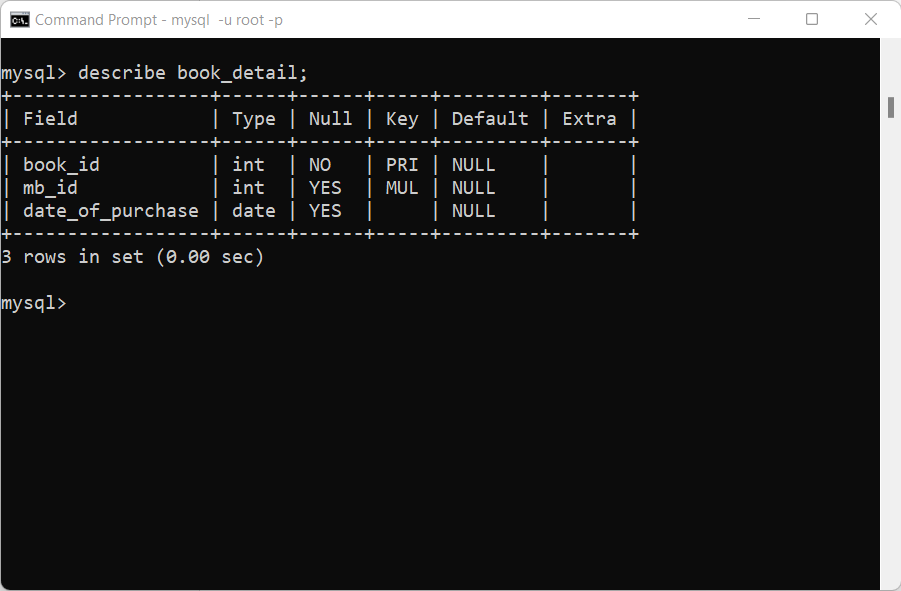 Command Prompt - mysql  -u root -p
mysql> describe book_detail;
+------------------+------+------+-----+---------+-------+
| Field            | Type | Null | Key | Default | Extra |
+------------------+------+------+-----+---------+-------+
| book_id          | int  | NO   | PRI | NULL    |       |
| mb_id            | int  | YES  | MUL | NULL    |       |
| date_of_purchase | date | YES  |     | NULL    |       |
+------------------+------+------+-----+---------+-------+
3 rows in set (0.00 sec)
mysql>